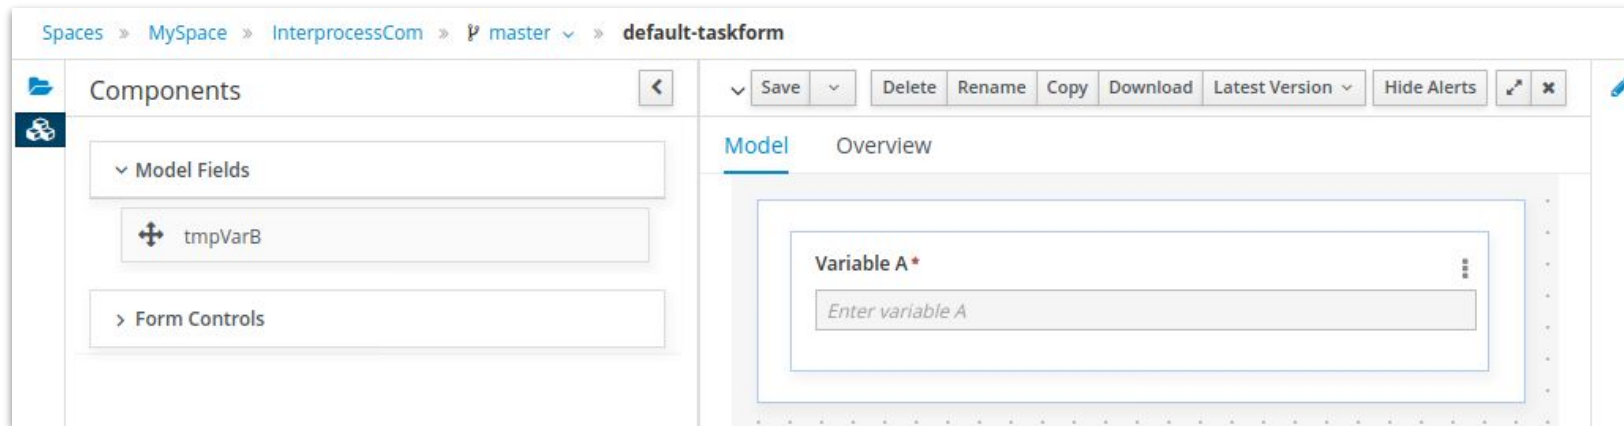 Spaces » MySpace » InterprocessCom » master » default-taskform
Components
Save Delete Rename Copy Download Latest Version Hide Alerts
Model Overview
Model Fields
tmpVarB
Form Controls
Variable A*
Enter variable A